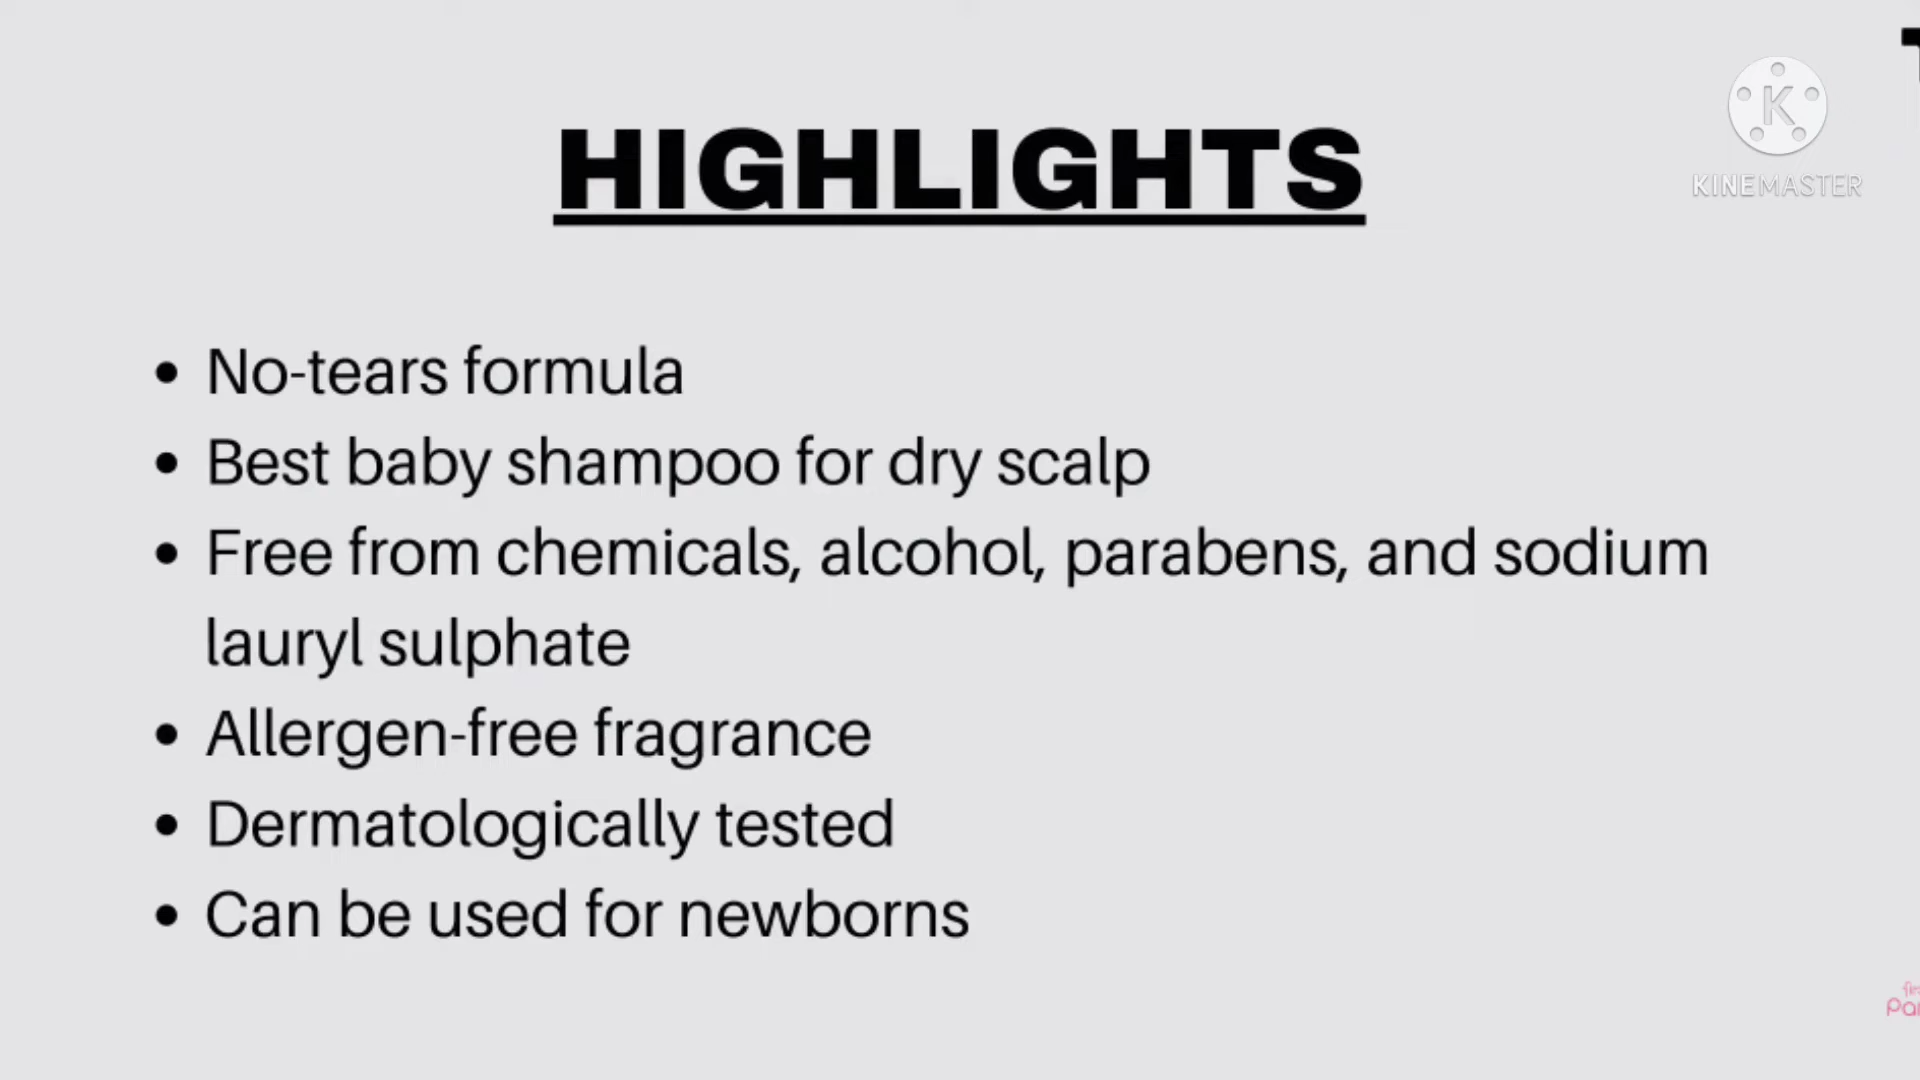 KINEMASTER
HIGHLIGHTS
• No-tears formula
• Best baby shampoo for dry scalp
• Free from chemicals, alcohol, parabens, and sodium
lauryl sulphate
• Allergen-free fragrance
• Dermatologically tested
• Can be used for newborns